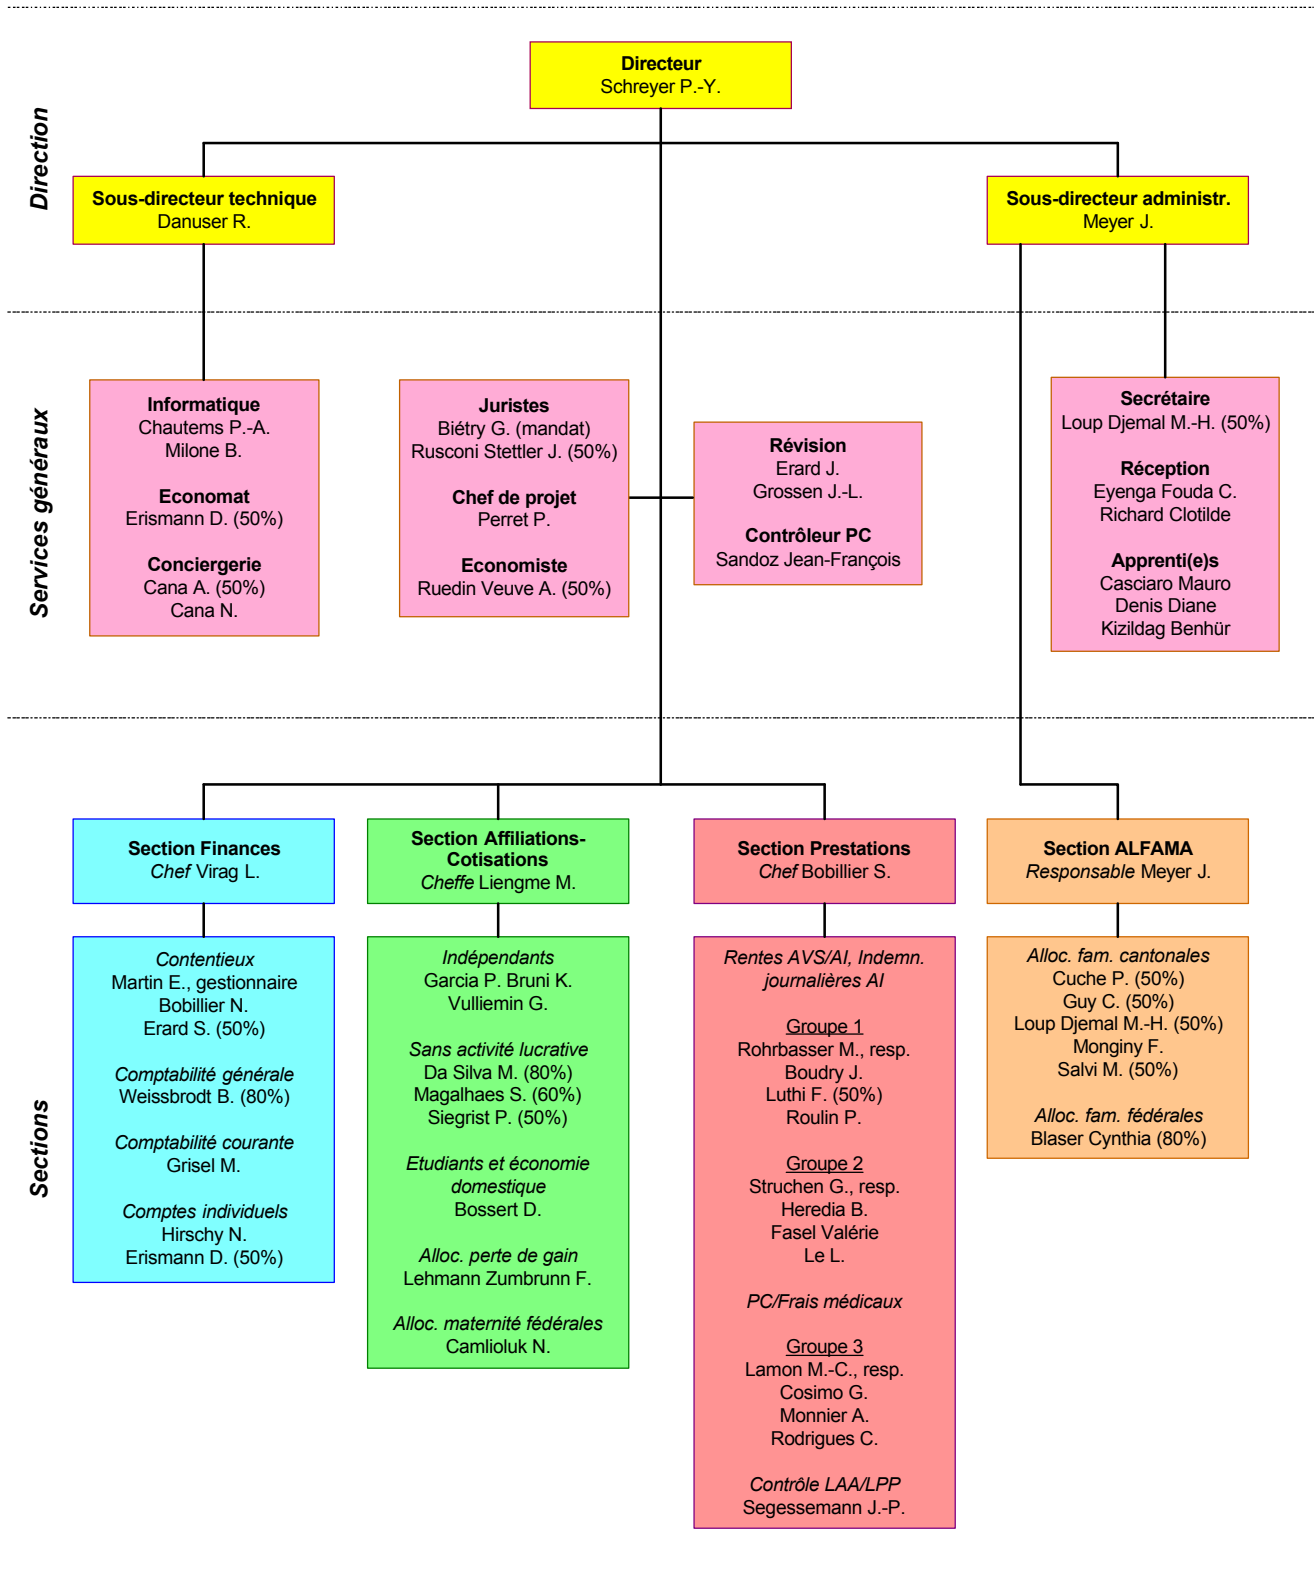 Direction
Directeur
Schreyer P.-Y.
Sous-directeur technique
Danuser R.
Sous-directeur administr.
Meyer J.
Services généraux
Informatique
Chautems P.-A.
Milone B.
Economat
Erismann D. (50%)
Conciergerie
Cana A. (50%)
Cana N.
Juristes
Biétry G. (mandat)
Rusconi Stettler J. (50%)
Chef de projet
Perret P.
Economiste
Ruedin Veuve A. (50%)
Révision
Erard J.
Grossen J.-L.
Contrôleur PC
Sandoz Jean-François
Secrétaire
Loup Djemal M.-H. (50%)
Réception
Eyenga Fouda C.
Richard Clotilde
Apprenti(e)s
Casciaro Mauro
Denis Diane
Kizildag Benhür
Sections
Section Finances
Chef Virag L.
Contentieux
Martin E., gestionnaire
Bobillier N.
Erard S. (50%)
Comptabilité générale
Weissbrodt B. (80%)
Comptabilité courante
Grisel M.
Comptes individuels
Hirschy N.
Erismann D. (50%)
Section Affiliations-
Cotisations
Cheffe Liengme M.
Indépendants
Garcia P. Bruni K.
Vulliemin G.
Sans activité lucrative
Da Silva M. (80%)
Magalhaes S. (60%)
Siegrist P. (50%)
Etudiants et économie
domestique
Bossert D.
Alloc. perte de gain
Lehmann Zumbrunn F.
Alloc. maternité fédérales
Camlioluk N.
Section Prestations
Chef Bobillier S.
Rentes AVS/AI, Indemn.
journalières AI
Groupe 1
Rohrbasser M., resp.
Boudry J.
Luthi F. (50%)
Roulin P.
Groupe 2
Struchen G., resp.
Heredia B.
Fasel Valérie
Le L.
PC/Frais médicaux
Groupe 3
Lamon M.-C., resp.
Cosimo G.
Monnier A.
Rodrigues C.
Contrôle LAA/LPP
Segessemann J.-P.
Section ALFAMA
Responsable Meyer J.
Alloc. fam. cantonales
Cuche P. (50%)
Guy C. (50%)
Loup Djemal M.-H. (50%)
Monginy F.
Salvi M. (50%)
Alloc. fam. fédérales
Blaser Cynthia (80%)